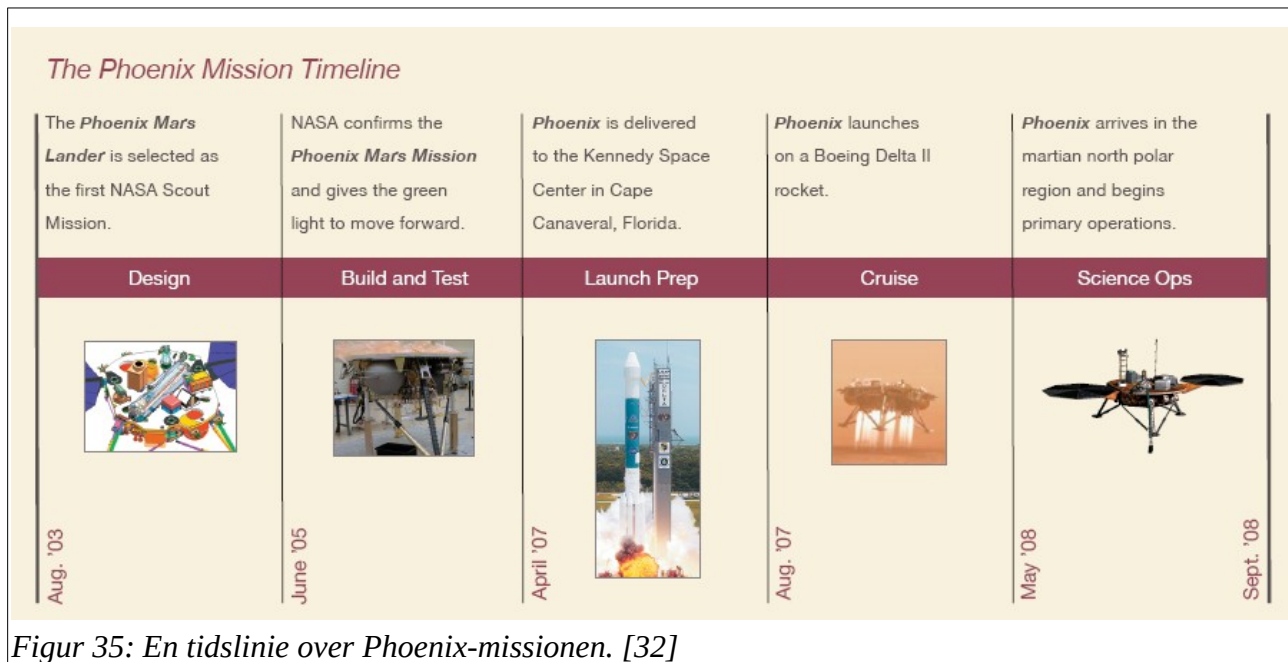 The Phoenix Mission Timeline
The Phoenix Mars
Lander is selected as
the first NASA Scout
Mission.
NASA confirms the
Phoenix Mars Mission
and gives the green
light to move forward.
Phoenix is delivered
to the Kennedy Space
Center in Cape
Canaveral, Florida.
Phoenix launches
on a Boeing Delta II
rocket.
Phoenix arrives in the
martian north polar
region and begins
primary operations.
Design
Build and Test
Launch Prep
Cruise
Science Ops
Aug. '03
June '05
April '07
Aug. '07
May '08
Sept. '08
Figur 35: En tidslinie over Phoenix-missionen. [32]